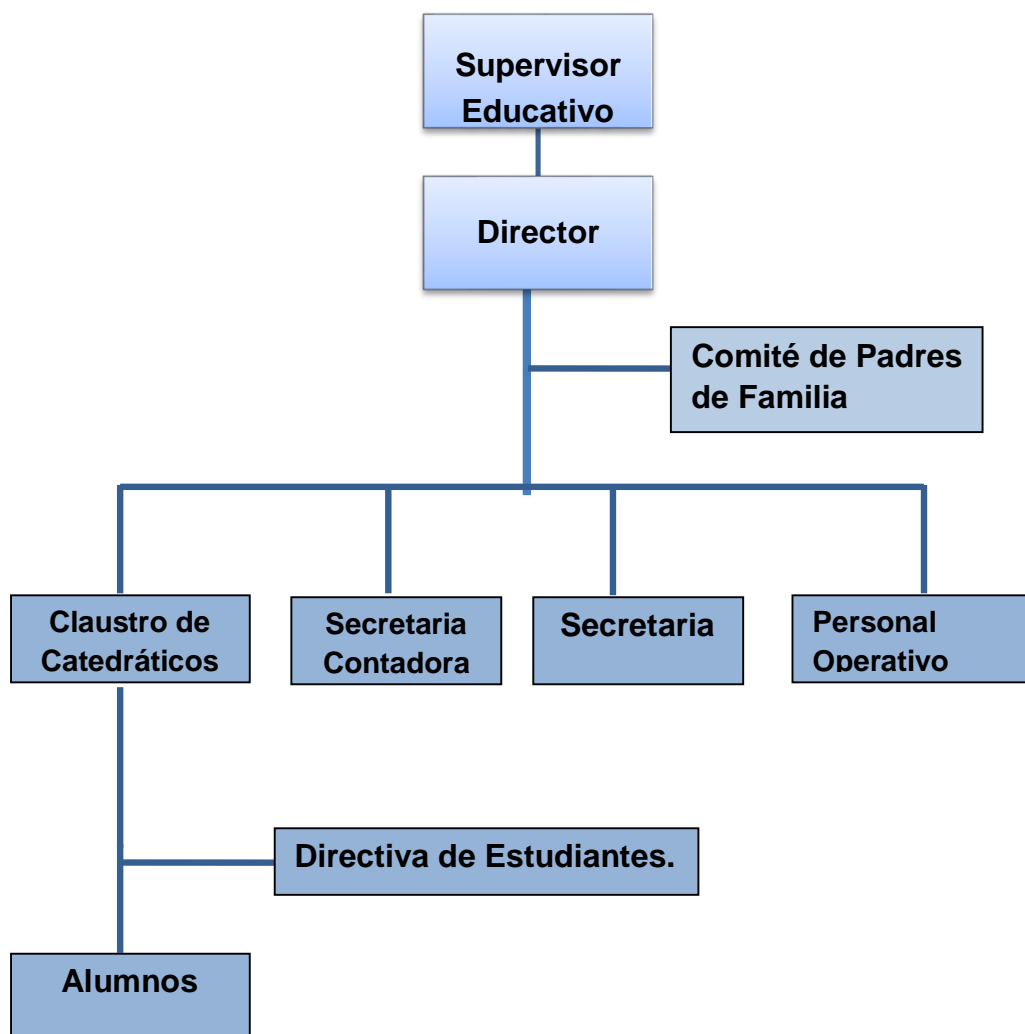 Supervisor
Educativo
Director
Comité de Padres
de Familia
Claustro de
Catedráticos
Secretaria
Contadora
Secretaria
Personal
Operativo
Directiva de Estudiantes.
Alumnos